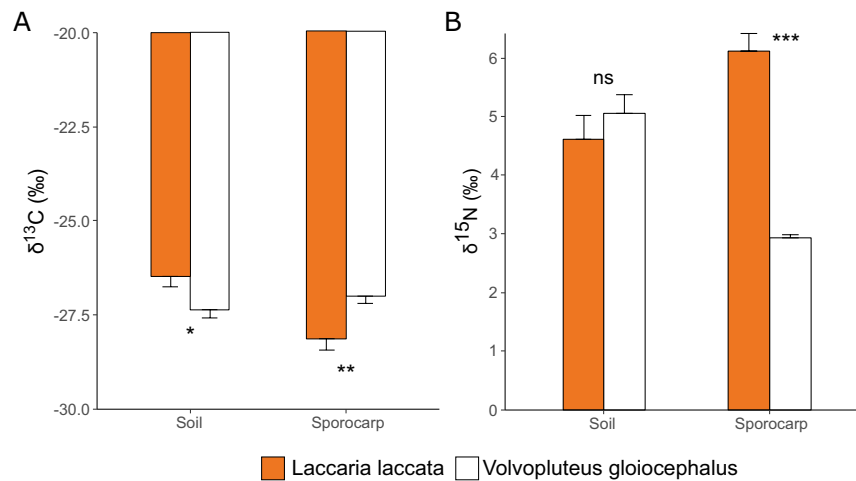 A
-20.0
-22.5
-25.0
-27.5
-30.0
δ¹³C (‰)
*
**
Soil
Sporocarp
B
6
5
4
3
2
1
0
δ¹⁵N (‰)
ns
***
Soil
Sporocarp
Laccaria laccata
Volvopluteus gloiocephalus